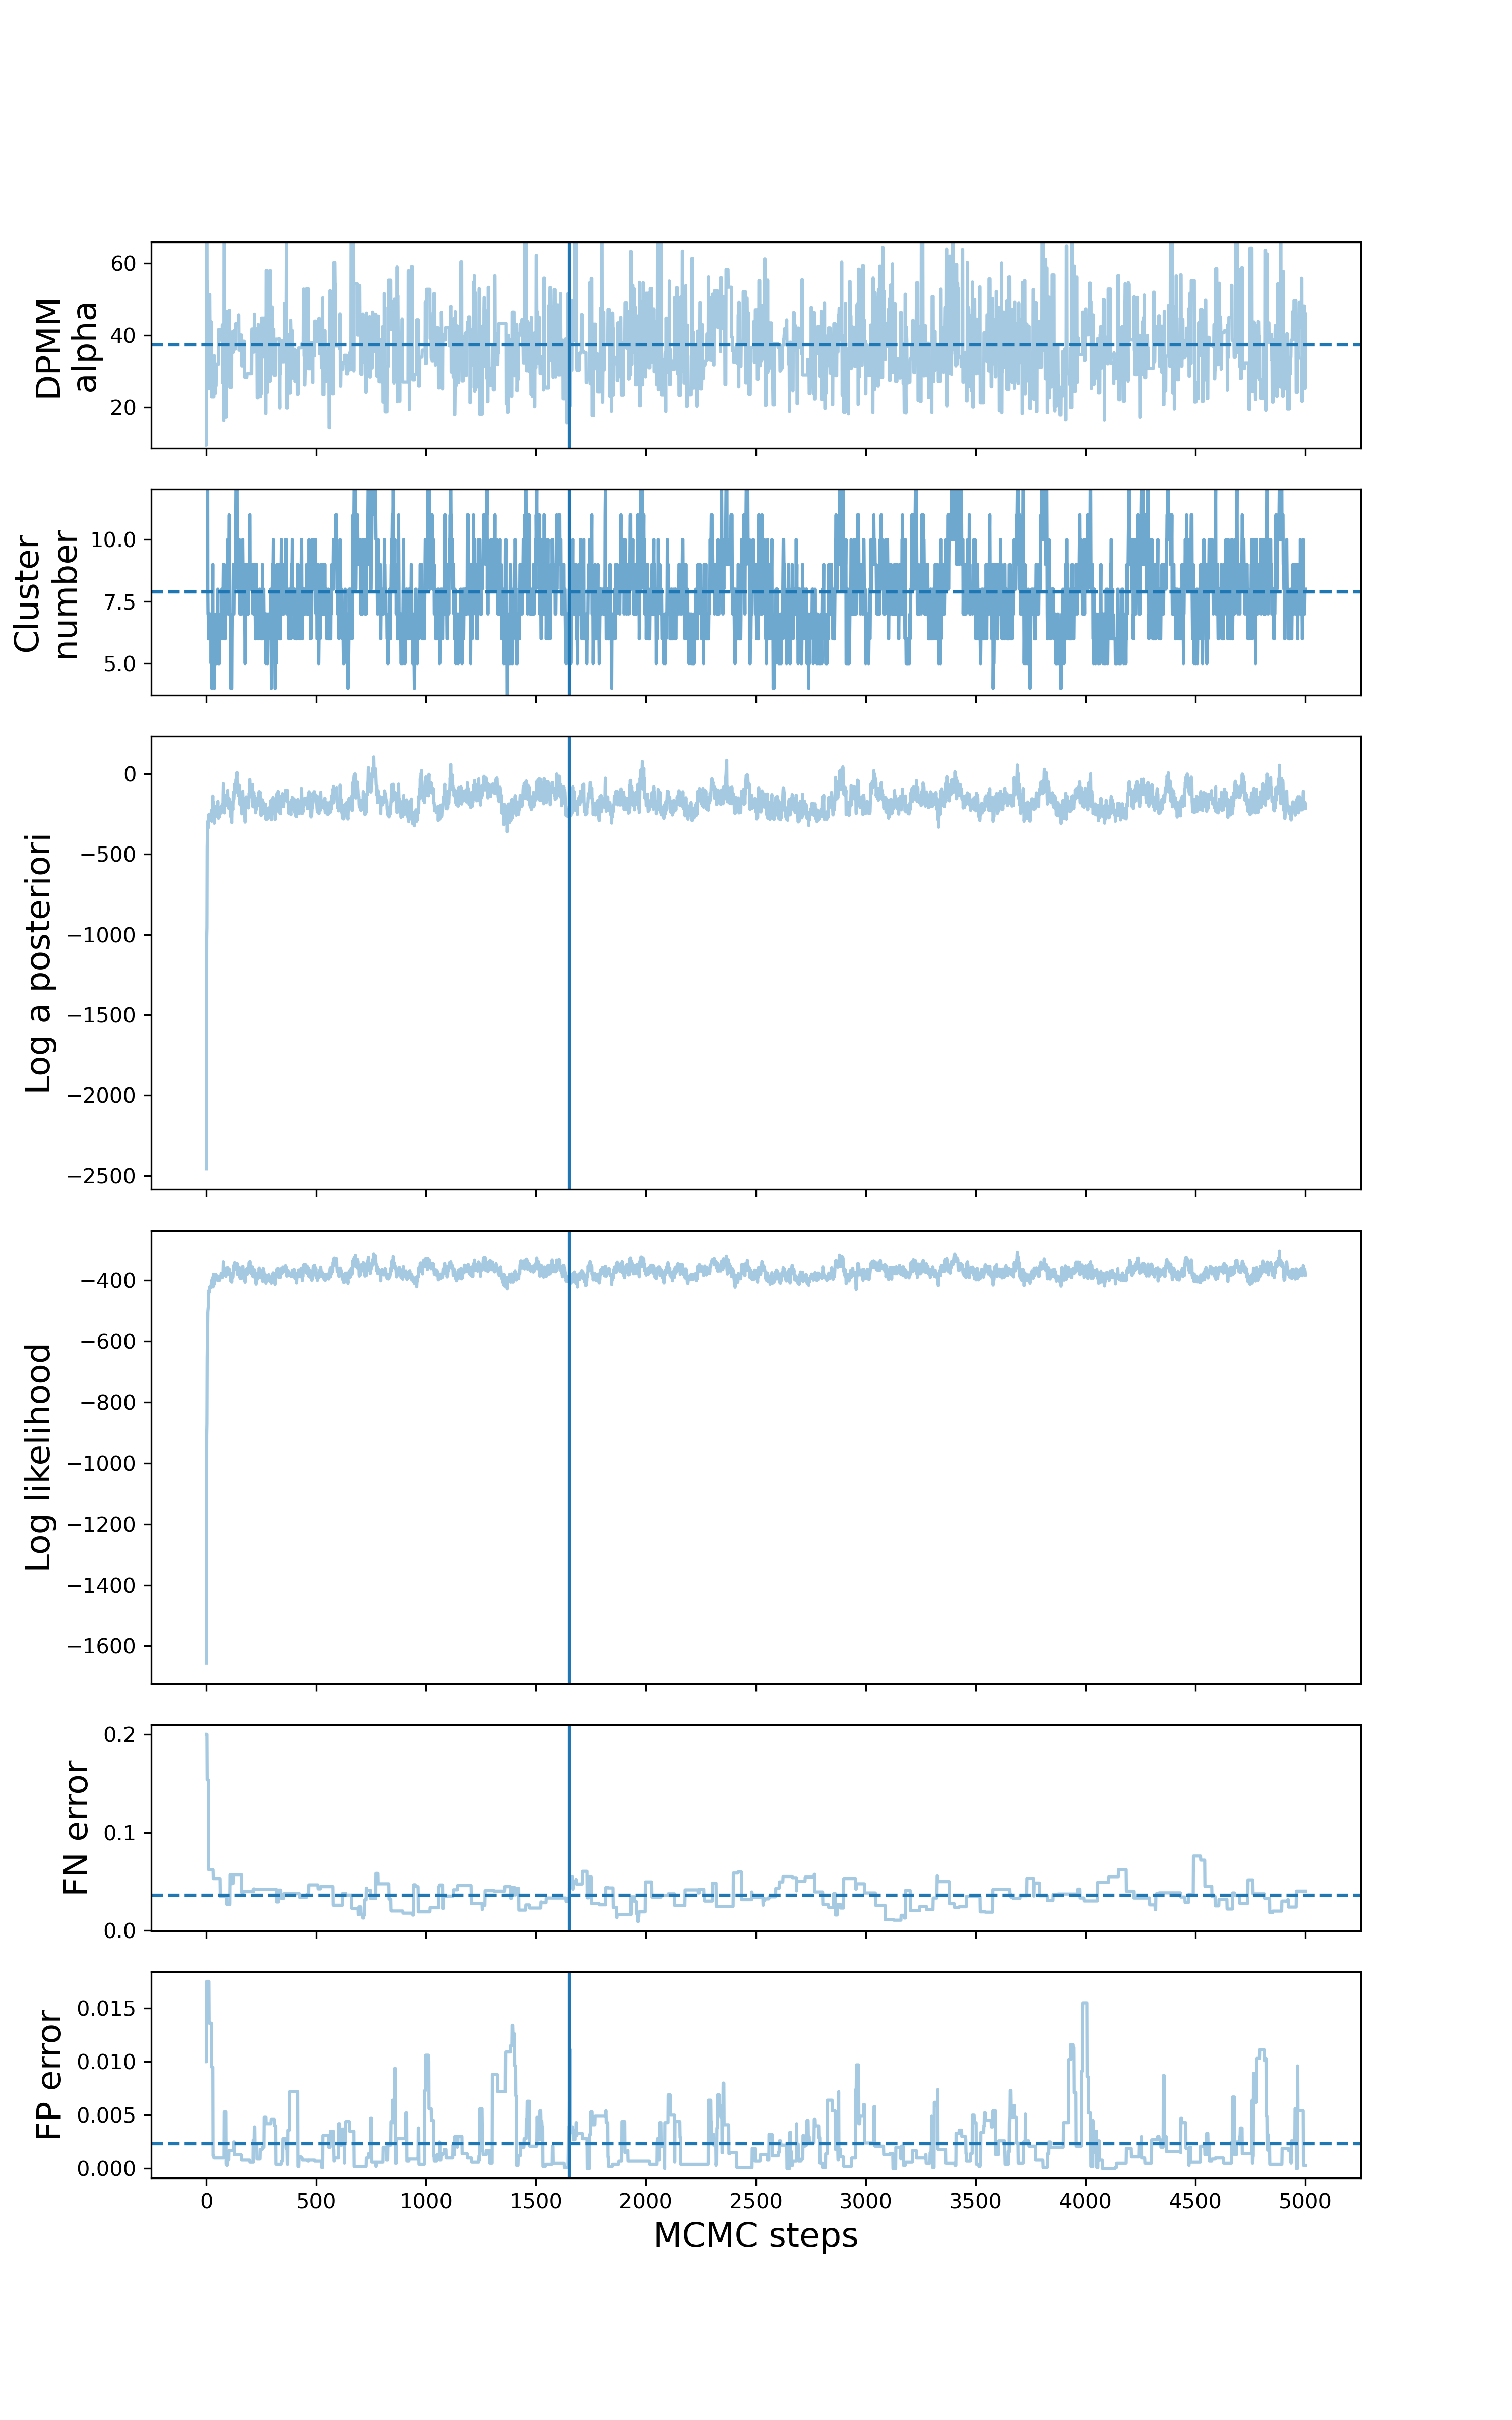 DPMM
alpha
60
40
20
Cluster
number
10.0
7.5
5.0
Log a posteriori
0
−500
−1000
−1500
−2000
−2500
Log likelihood
−400
−600
−800
−1000
−1200
−1400
−1600
FN error
0.2
0.1
0.0
FP error
0.015
0.010
0.005
0.000
0 500 1000 1500 2000 2500 3000 3500 4000 4500 5000
MCMC steps